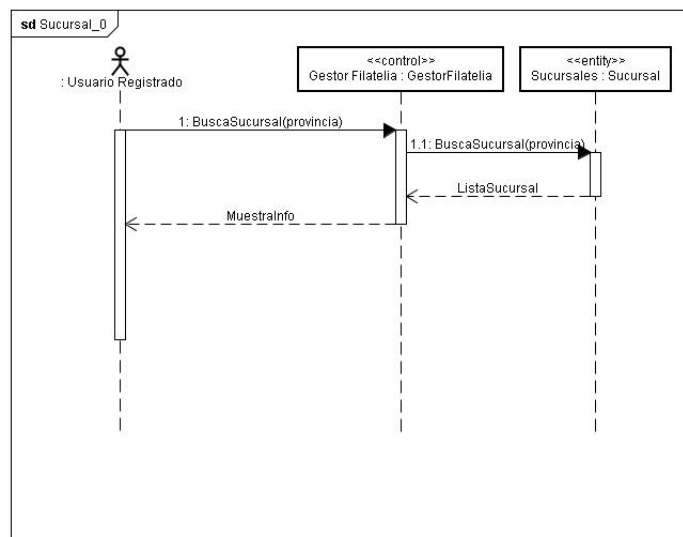 sd Sucursal_0
: Usuario Registrado
<<control>>
Gestor Filatelia : GestorFilatelia
<<entity>>
Sucursales : Sucursal
1: BuscaSucursal(provincia)
1.1: BuscaSucursal(provincia)
ListaSucursal
MuestraInfo